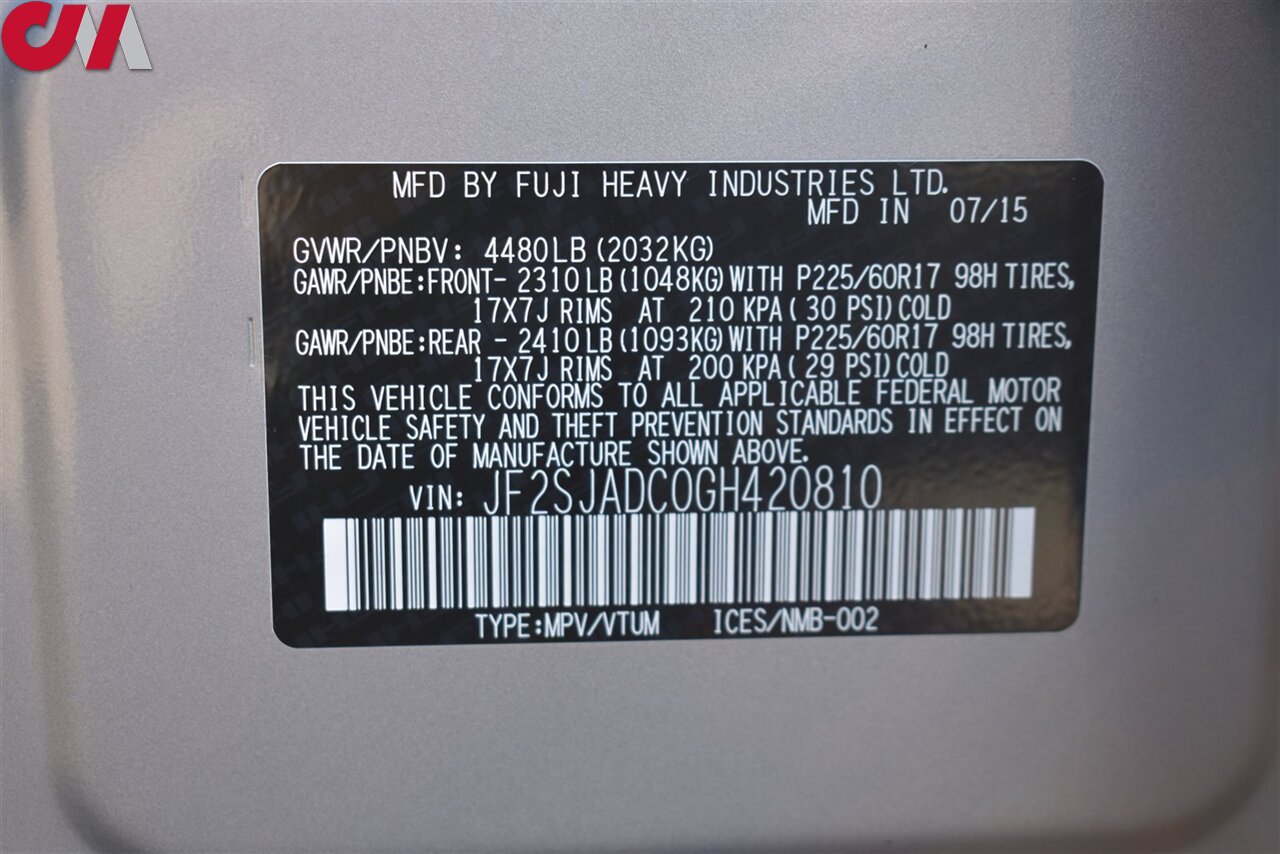 CM
MFD BY FUJI HEAVY INDUSTRIES LTD.
MFD IN 07/15
GVWR/PNBV: 4480LB(2032KG)
GAWR/PNBE:FRONT- 2310LB(1048KG)WITH P225/60R17 98H TIRES,
17X7J RIMS AT 210 KPA( 30 PSI)COLD
GAWR/PNBE:REAR - 2410LB(1093KG)WITH P225/60R17 98H TIRES,
17X7J RIMS AT 200 KPA( 29 PSI)COLD
THIS VEHICLE CONFORMS TO ALL APPLICABLE FEDERAL MOTOR
VEHICLE SAFETY AND THEFT PREVENTION STANDARDS IN EFFECT ON
THE DATE OF MANUFACTURE SHOWN ABOVE.
VIN: JF2SJADC0GH420810
TYPE:MPV/VTUM ICES/NMB-002